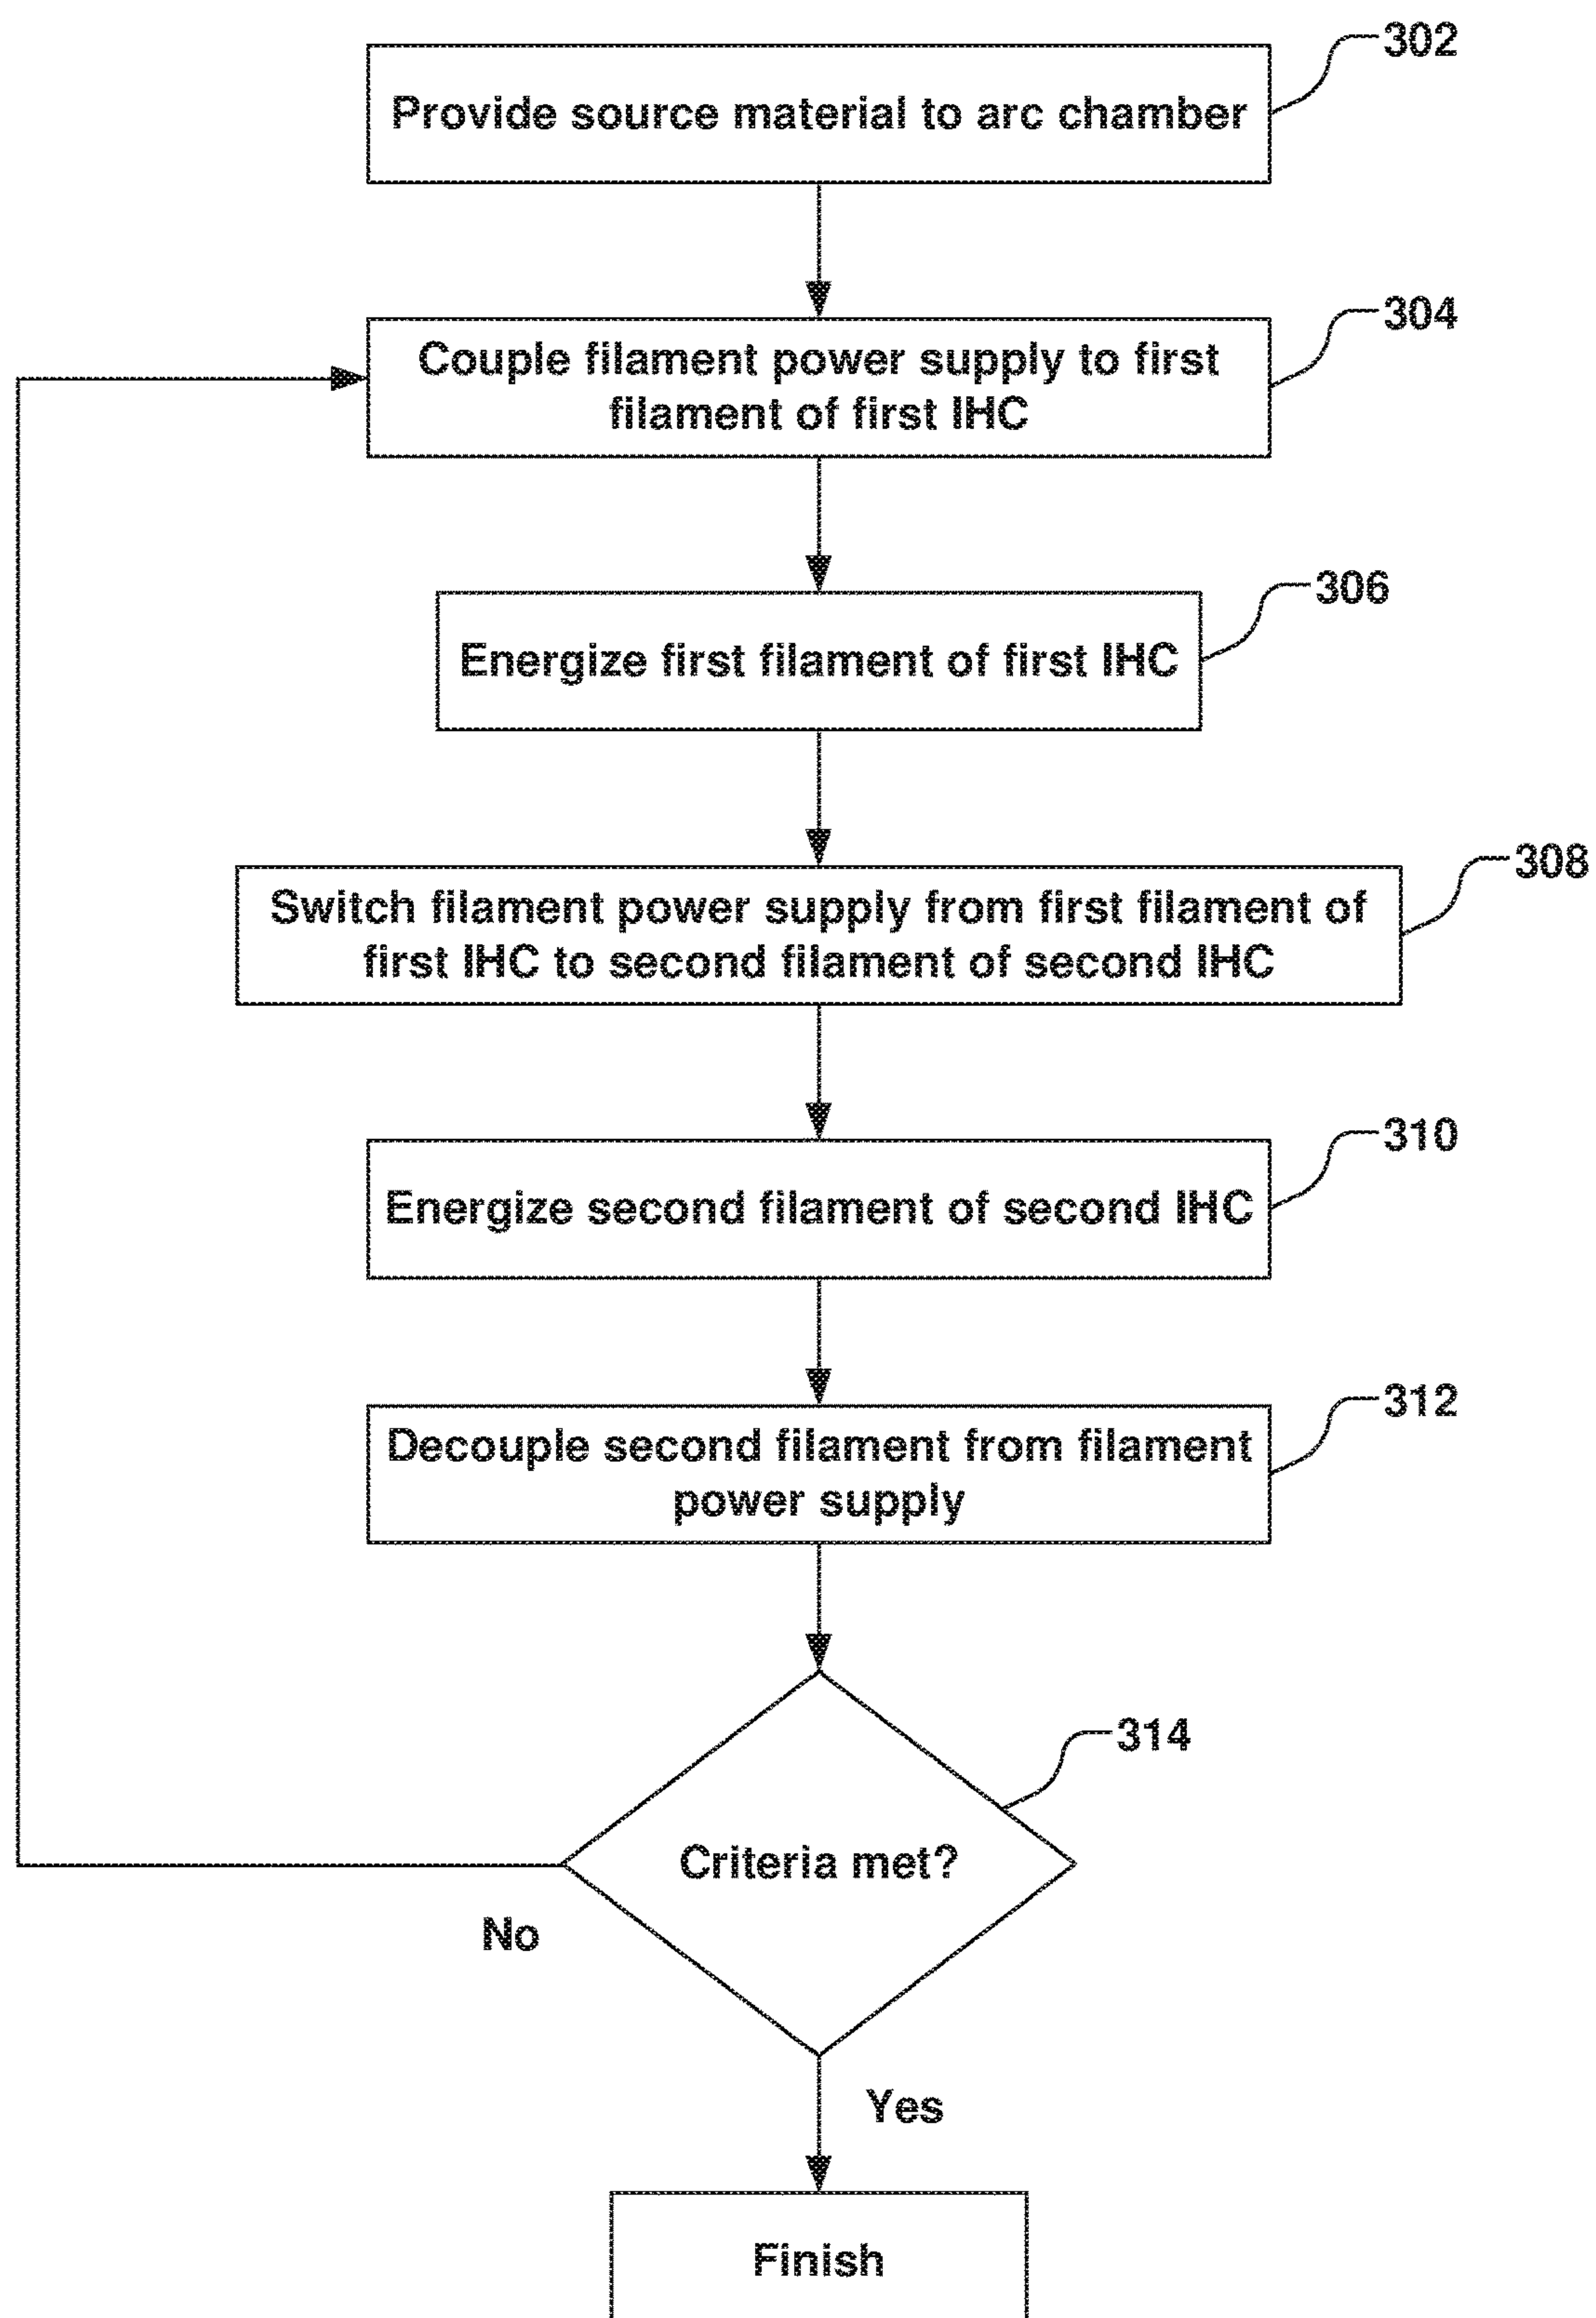 302
Provide source material to arc chamber
304
Couple filament power supply to first
filament of first IHC
306
Energize first filament of first IHC
308
Switch filament power supply from first filament of
first IHC to second filament of second IHC
310
Energize second filament of second IHC
312
Decouple second filament from filament
power supply
314
Criteria met?
No
Yes
Finish